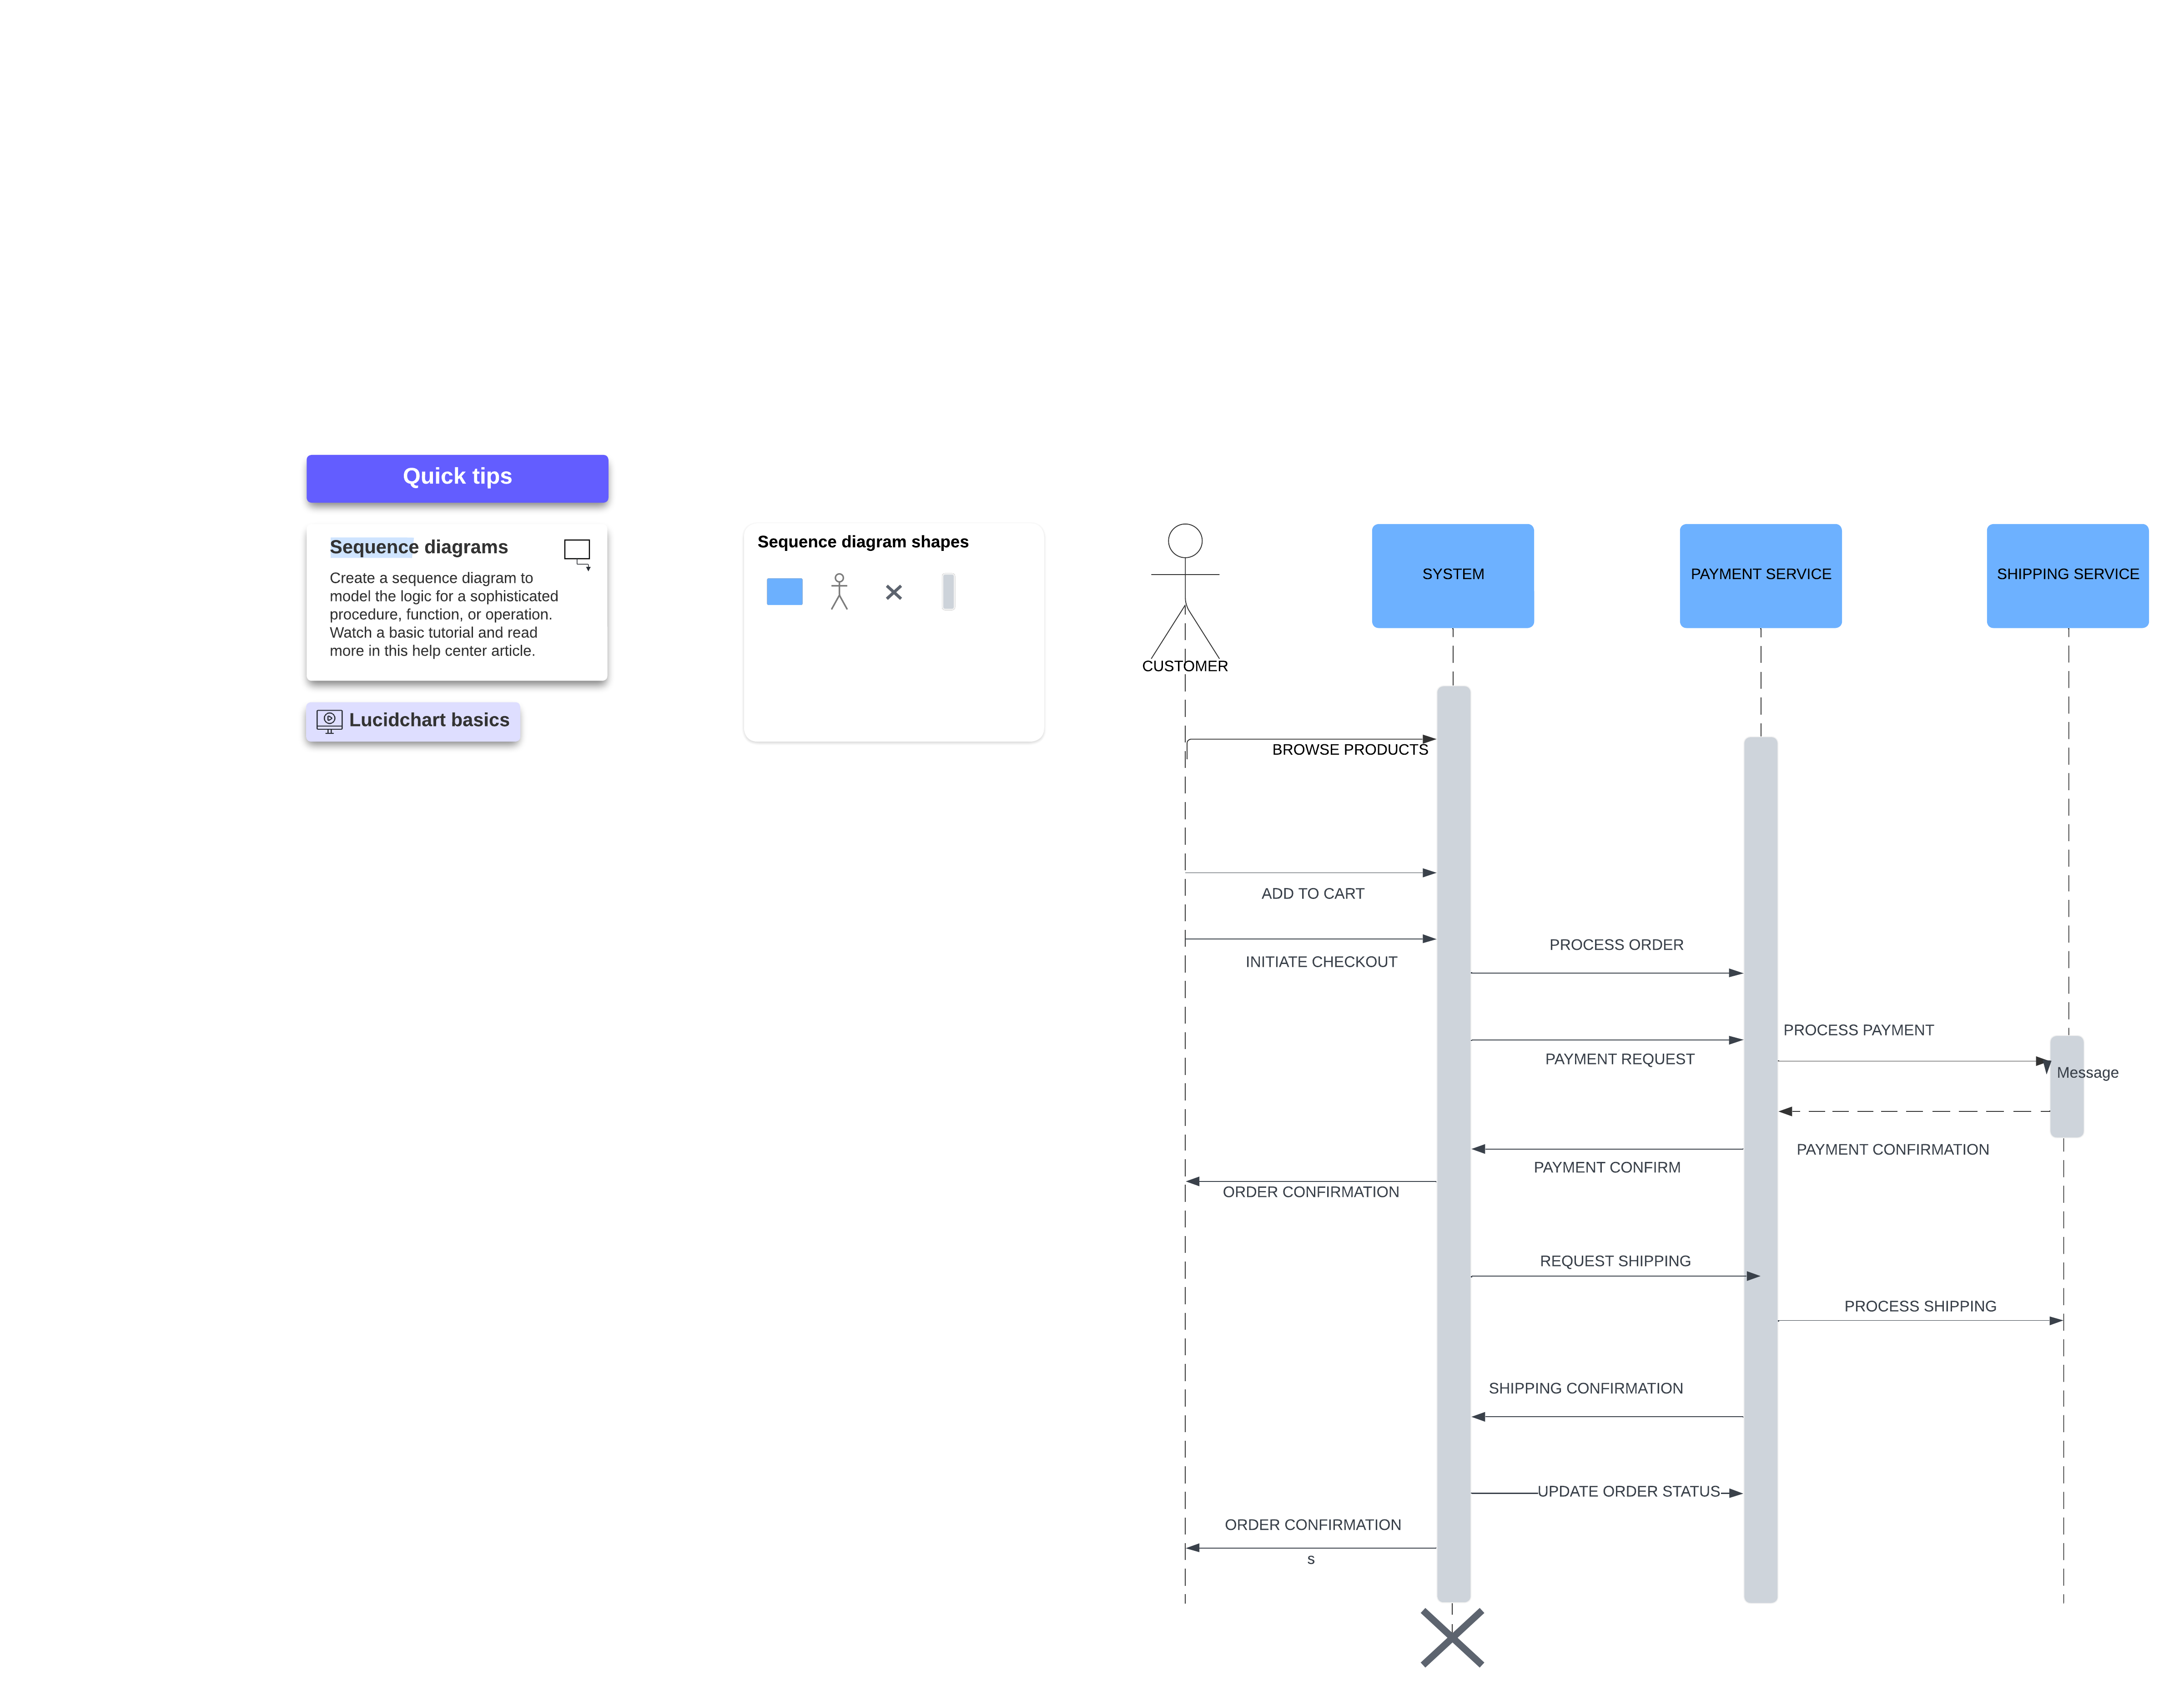 Quick tips
Sequence diagrams
Create a sequence diagram to
model the logic for a sophisticated
procedure, function, or operation.
Watch a basic tutorial and read
more in this help center article.
Lucidchart basics
Sequence diagram shapes
CUSTOMER
SYSTEM
PAYMENT SERVICE
SHIPPING SERVICE
BROWSE PRODUCTS
ADD TO CART
INITIATE CHECKOUT
PROCESS ORDER
PROCESS PAYMENT
PAYMENT REQUEST
Message
PAYMENT CONFIRMATION
PAYMENT CONFIRM
ORDER CONFIRMATION
REQUEST SHIPPING
PROCESS SHIPPING
SHIPPING CONFIRMATION
UPDATE ORDER STATUS
ORDER CONFIRMATION
s